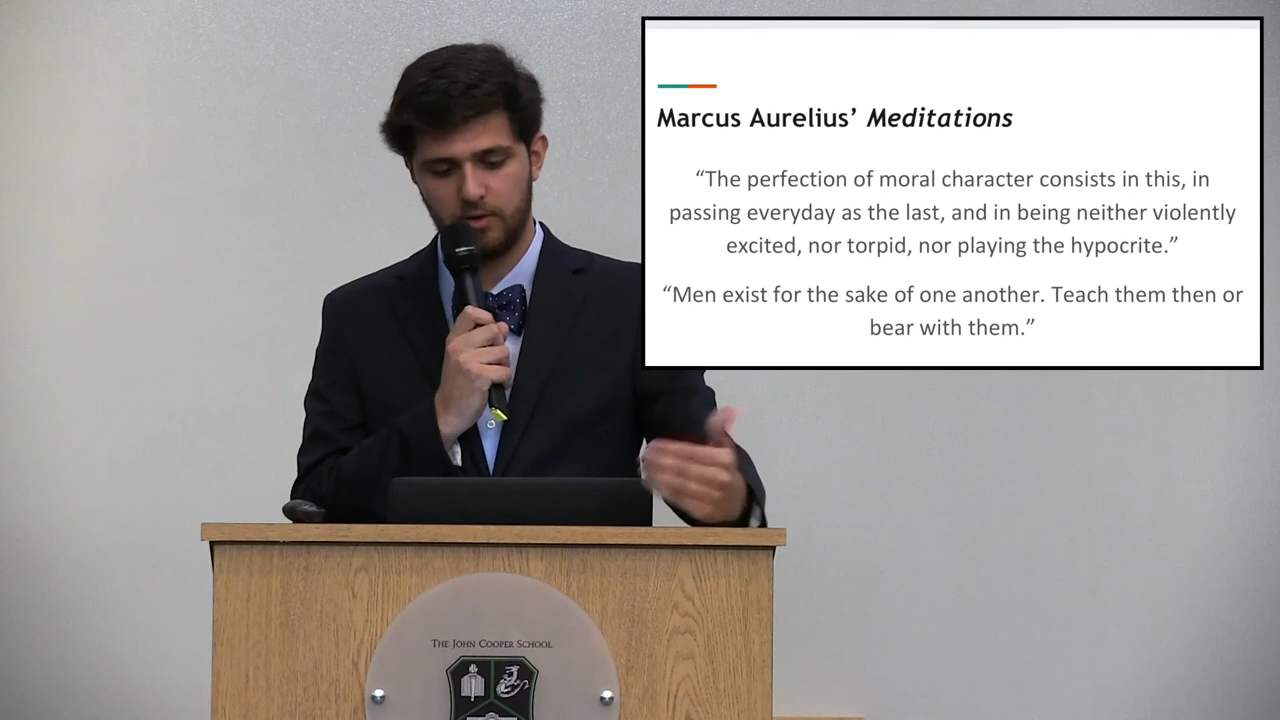 Marcus Aurelius’ Meditations
“The perfection of moral character consists in this, in
passing everyday as the last, and in being neither violently
excited, nor torpid, nor playing the hypocrite.”
“Men exist for the sake of one another. Teach them then or
bear with them.”
THE JOHN COOPER SCHOOL